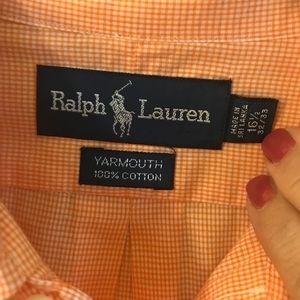 Ralph Lauren
MADE IN
SRI LANKA
16½
32/33
YARMOUTH
100% COTTON